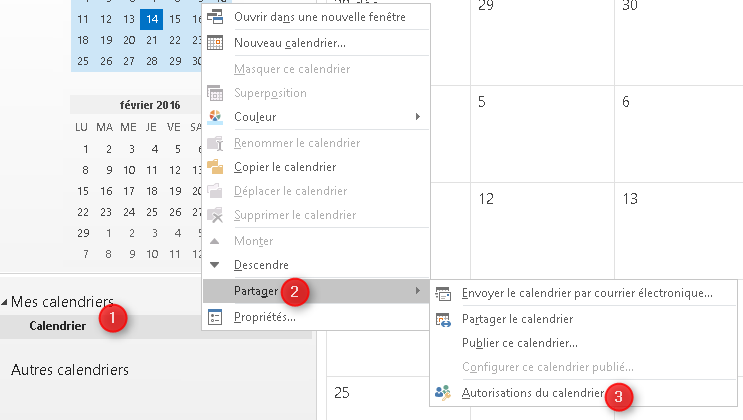 11 12 13 14 15 16
18 19 20 21 22
25 26 27 28 29
février 2016
LU MA ME JE VE
1 2 3 4 5
8 9 10 11 12
15 16 17 18 19
22 23 24 25 26
29 1 2 3 4
7 8 9 10 11
Mes calendriers
1
Calendrier
Autres calendriers
Ouvrir dans une nouvelle fenêtre
Nouveau calendrier...
Masquer ce calendrier
Superposition
Couleur
Renommer le calendrier
Copier le calendrier
Déplacer le calendrier
Supprimer le calendrier
Monter
Descendre
Partager
2
Propriétés...
Envoyer le calendrier par courrier électronique...
Partager le calendrier
Publier ce calendrier...
Configurer ce calendrier publié...
Autorisations du calendrier
3
29 30
5 6
12 13
25